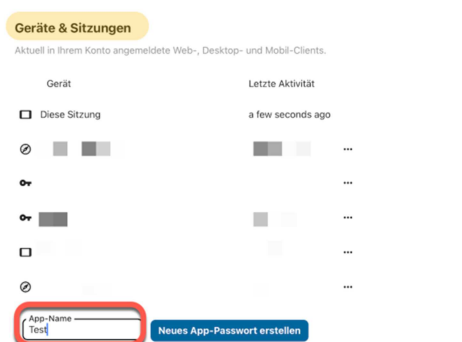 Geräte & Sitzungen
Aktuell in Ihrem Konto angemeldete Web-, Desktop- und Mobil-Clients.
Gerät Letzte Aktivität
Diese Sitzung a few seconds ago
App-Name
Test
Neues App-Passwort erstellen